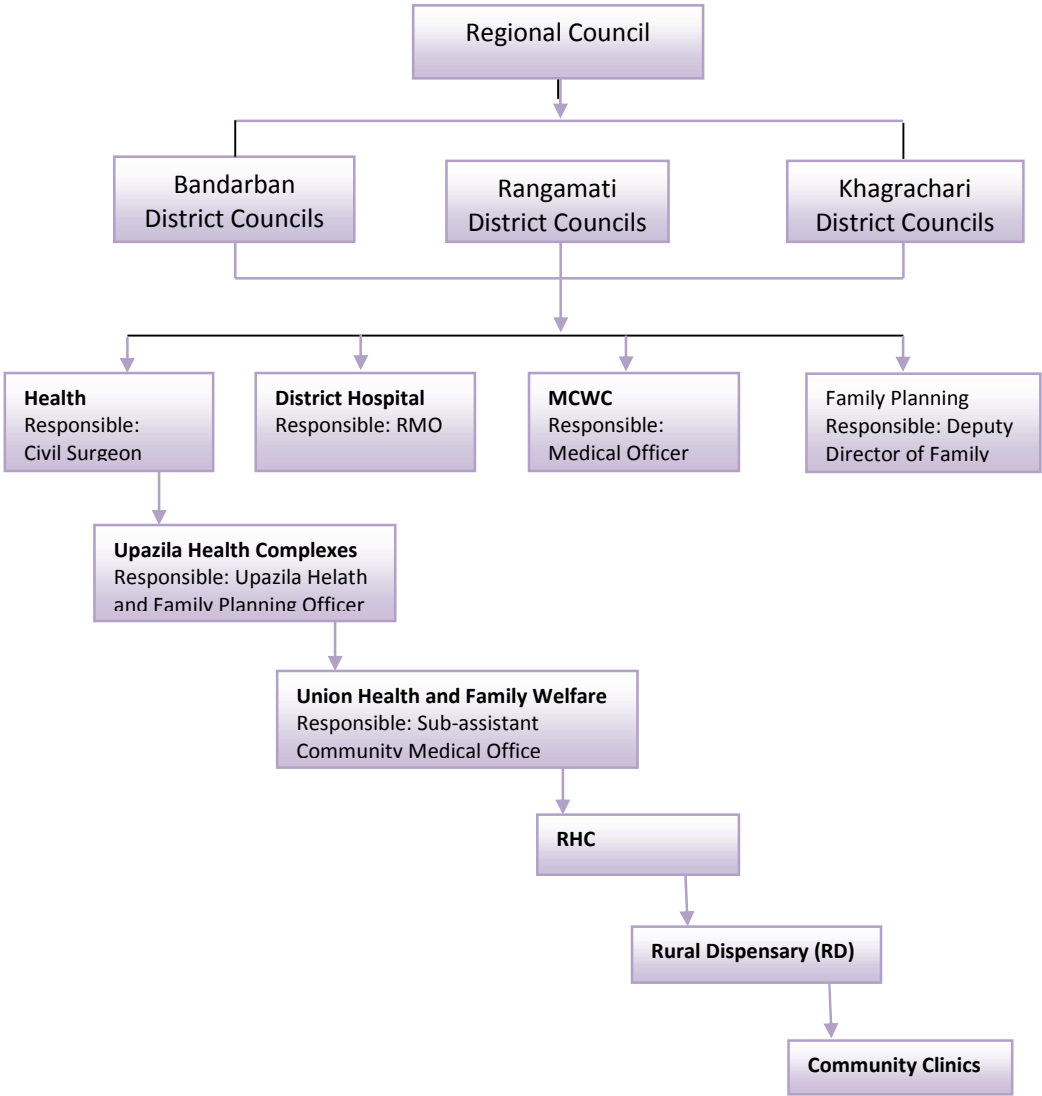 Regional Council
Bandarban
District Councils
Rangamati
District Councils
Khagrachari
District Councils
Health
Responsible:
Civil Surgeon
District Hospital
Responsible: RMO
MCWC
Responsible:
Medical Officer
Family Planning
Responsible: Deputy
Director of Family
Upazila Health Complexes
Responsible: Upazila Helath
and Family Planning Officer
Union Health and Family Welfare
Responsible: Sub-assistant
Community Medical Office
RHC
Rural Dispensary (RD)
Community Clinics